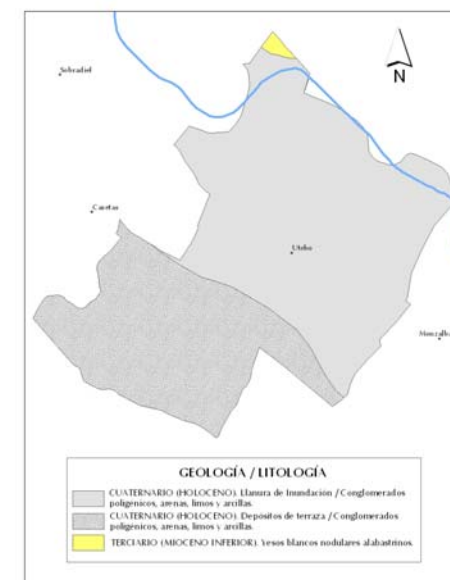 N
Sobradiel
Casetas
Utebo
Monzalba
GEOLOGÍA / LITOLOGÍA
CUATERNARIO (HOLOCENO). Llanura de Inundación / Conglomerados
poligénicos, arenas, limos y arcillas.
CUATERNARIO (HOLOCENO). Depósitos de terraza / Conglomerados
poligénicos, arenas, limos y arcillas.
TERCIARIO (MIOCENO INFERIOR). Yesos blancos nodulares alabastrinos.